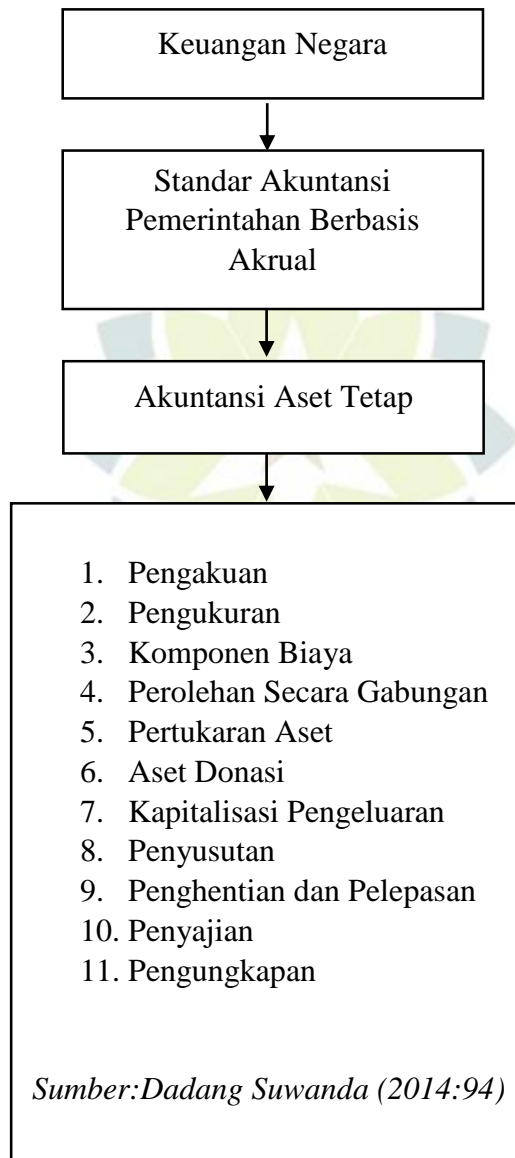 Keuangan Negara
Standar Akuntansi
Pemerintahan Berbasis
Akrual
Akuntansi Aset Tetap
1. Pengakuan
2. Pengukuran
3. Komponen Biaya
4. Perolehan Secara Gabungan
5. Pertukaran Aset
6. Aset Donasi
7. Kapitalisasi Pengeluaran
8. Penyusutan
9. Penghentian dan Pelepasan
10. Penyajian
11. Pengungkapan
Sumber:Dadang Suwanda (2014:94)